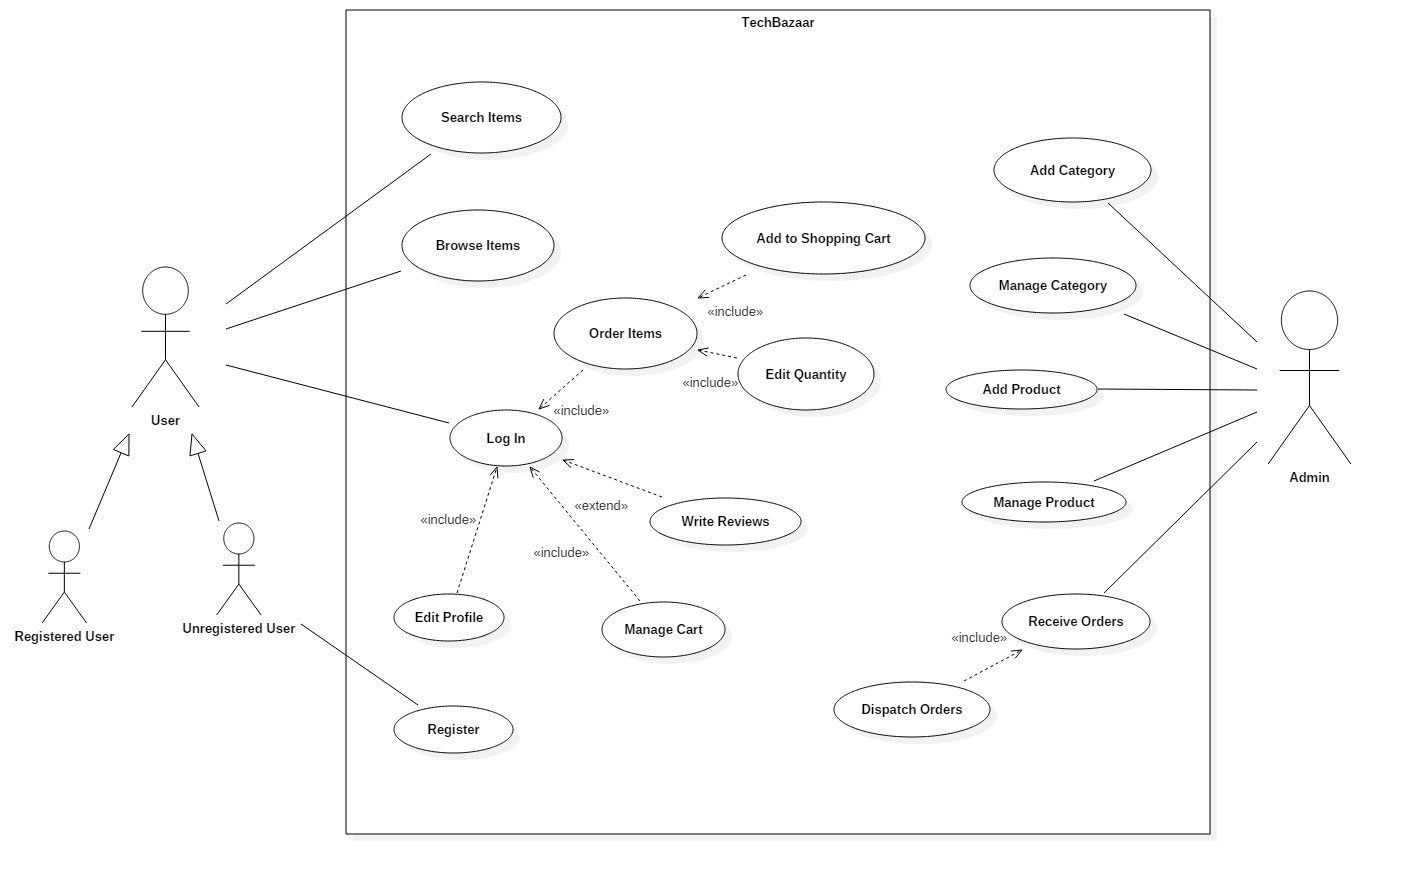 TechBazaar
Search Items
Add Category
Browse Items
Add to Shopping Cart
Manage Category
«include»
Order Items
Edit Quantity
«include»
Add Product
User
«include»
Log In
Admin
«extend»
Manage Product
«include»
Write Reviews
«include»
Edit Profile
Manage Cart
Receive Orders
Registered User
Unregistered User
«include»
Dispatch Orders
Register